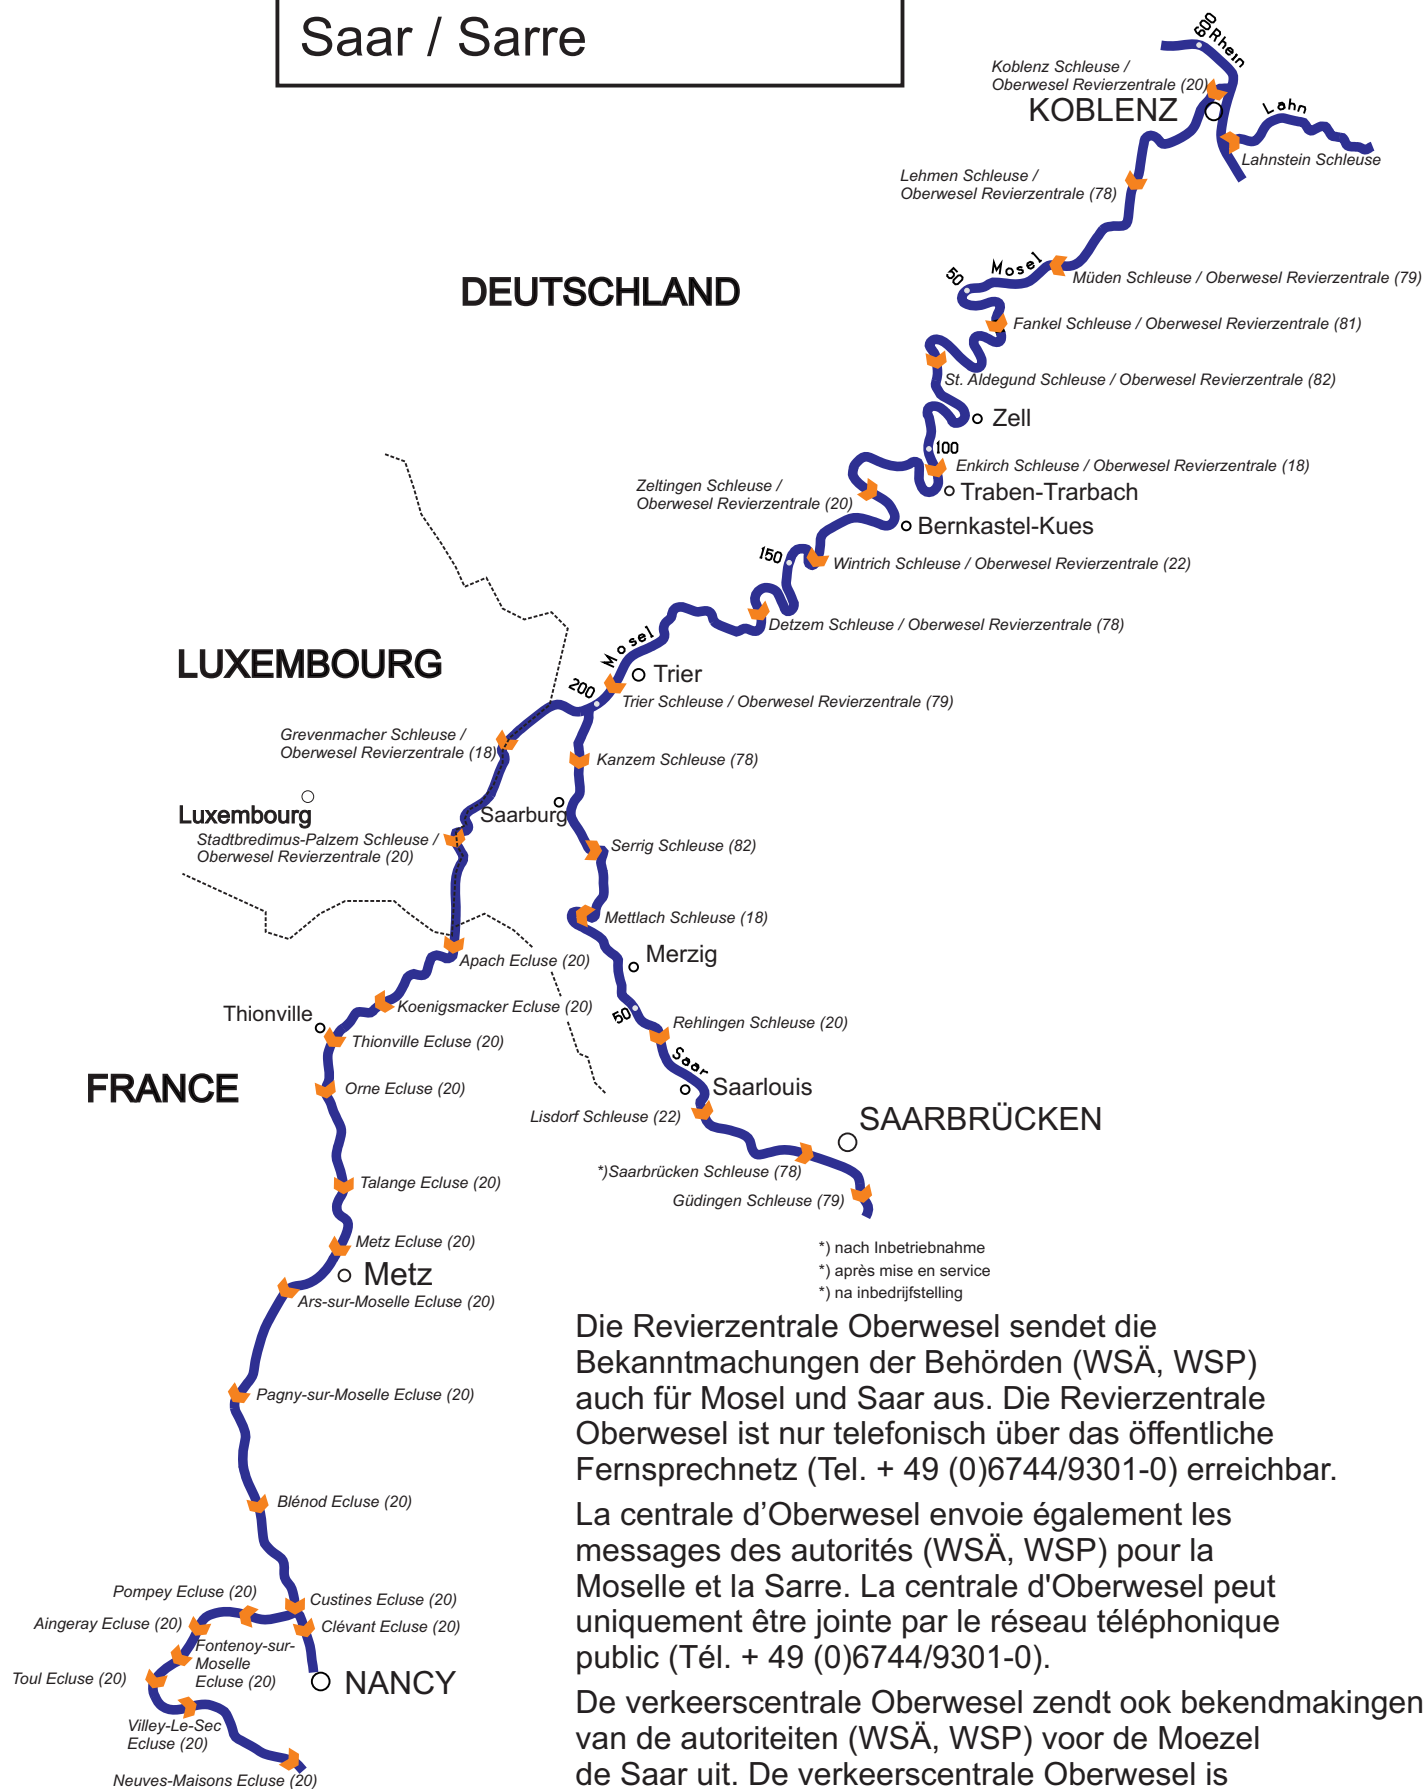 Saar / Sarre
600
Rhein
Koblenz Schleuse /
Oberwesel Revierzentrale (20)
KOBLENZ
Lahn
Lahnstein Schleuse
Lehmen Schleuse /
Oberwesel Revierzentrale (78)
DEUTSCHLAND
50
Mosel
Müden Schleuse / Oberwesel Revierzentrale (79)
Fankel Schleuse / Oberwesel Revierzentrale (81)
St. Aldegund Schleuse / Oberwesel Revierzentrale (82)
Zell
100
Enkirch Schleuse / Oberwesel Revierzentrale (18)
Zeltingen Schleuse /
Oberwesel Revierzentrale (20)
Traben-Trarbach
Bernkastel-Kues
150
Wintrich Schleuse / Oberwesel Revierzentrale (22)
Detzem Schleuse / Oberwesel Revierzentrale (78)
Mosel
LUXEMBOURG
Trier
200
Trier Schleuse / Oberwesel Revierzentrale (79)
Grevenmacher Schleuse /
Oberwesel Revierzentrale (18)
Kanzem Schleuse (78)
Luxembourg
Saarburg
Stadtbredimus-Palzem Schleuse /
Oberwesel Revierzentrale (20)
Serrig Schleuse (82)
Mettlach Schleuse (18)
Merzig
Apach Ecluse (20)
Koenigsmacker Ecluse (20)
Thionville
50
Rehlingen Schleuse (20)
Thionville Ecluse (20)
Saar
FRANCE
Orne Ecluse (20)
Saarlouis
Lisdorf Schleuse (22)
SAARBRÜCKEN
*)Saarbrücken Schleuse (78)
Talange Ecluse (20)
Güdingen Schleuse (79)
Metz Ecluse (20)
*) nach Inbetriebnahme
*) après mise en service
*) na inbedrijfstelling
Metz
Ars-sur-Moselle Ecluse (20)
Die Revierzentrale Oberwesel sendet die
Bekanntmachungen der Behörden (WSÄ, WSP)
auch für Mosel und Saar aus. Die Revierzentrale
Oberwesel ist nur telefonisch über das öffentliche
Fernsprechnetz (Tel. + 49 (0)6744/9301-0) erreichbar.
Pagny-sur-Moselle Ecluse (20)
Blénod Ecluse (20)
La centrale d’Oberwesel envoie également les
messages des autorités (WSÄ, WSP) pour la
Moselle et la Sarre. La centrale d'Oberwesel peut
uniquement être jointe par le réseau téléphonique
public (Tél. + 49 (0)6744/9301-0).
Pompey Ecluse (20)
Custines Ecluse (20)
Aingeray Ecluse (20)
Clévant Ecluse (20)
Fontenoy-sur-
Moselle
Ecluse (20)
Toul Ecluse (20)
NANCY
Villey-Le-Sec
Ecluse (20)
Neuves-Maisons Ecluse (20)
De verkeerscentrale Oberwesel zendt ook bekendmakingen
van de autoriteiten (WSÄ, WSP) voor de Moezel
de Saar uit. De verkeerscentrale Oberwesel is